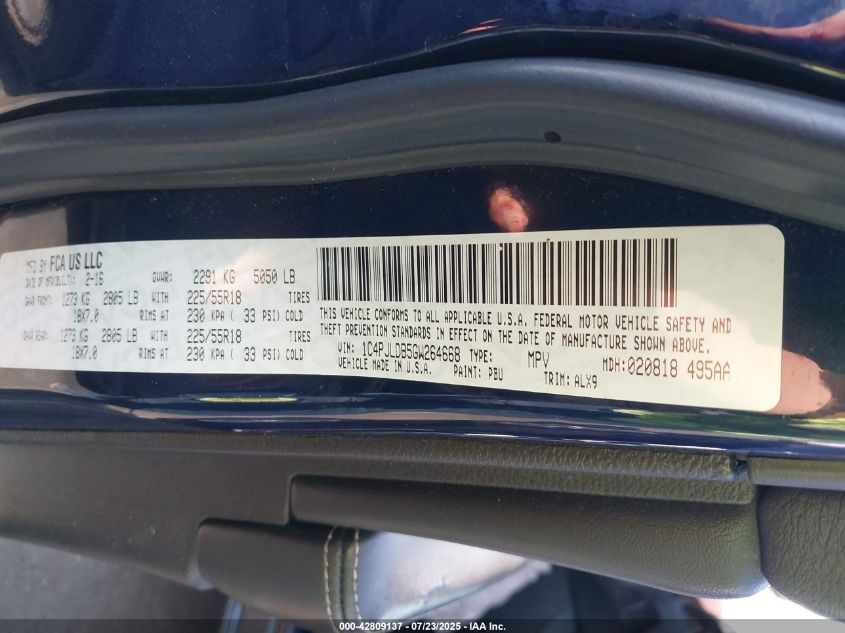 MFD BY FCA US LLC
DATE OF MFR(BUILT): 2-16 GVWR: 2291 KG 5050 LB
GAWR FRONT: 1273 KG 2805 LB WITH 225/55R18 TIRES
18X7.0 RIMS AT 230 KPA ( 33 PSI) COLD
GAWR REAR: 1273 KG 2805 LB WITH 225/55R18 TIRES
18X7.0 RIMS AT 230 KPA ( 33 PSI) COLD
THIS VEHICLE CONFORMS TO ALL APPLICABLE U.S.A. FEDERAL MOTOR VEHICLE SAFETY AND
THEFT PREVENTION STANDARDS IN EFFECT ON THE DATE OF MANUFACTURE SHOWN ABOVE.
VIN: 1C4PJLDB5GW264668 TYPE: MPV MDH:020818 495AA
VEHICLE MADE IN U.S.A. PAINT: PBU TRIM: ALX9
000-42809137 - 07/23/2025 - IAA Inc.